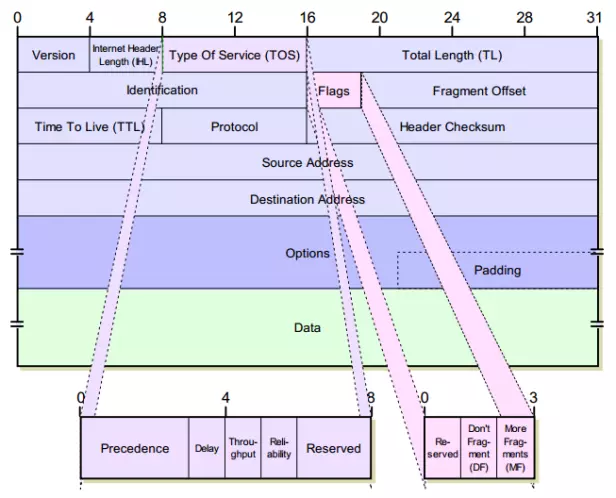 0 4 8 12 16 20 24 28 31
Version Internet Header Type Of Service (TOS) Total Length (TL)
Length (IHL)
Identification Flags Fragment Offset
Time To Live (TTL) Protocol Header Checksum
Source Address
Destination Address
Options
Padding
Data
0 4 8 0 3
Precedence Delay Throu-
ghput Reli-
ability Reserved
Re-
served Don't
Frag-
ment
(DF) More
Frag-
ments
(MF)